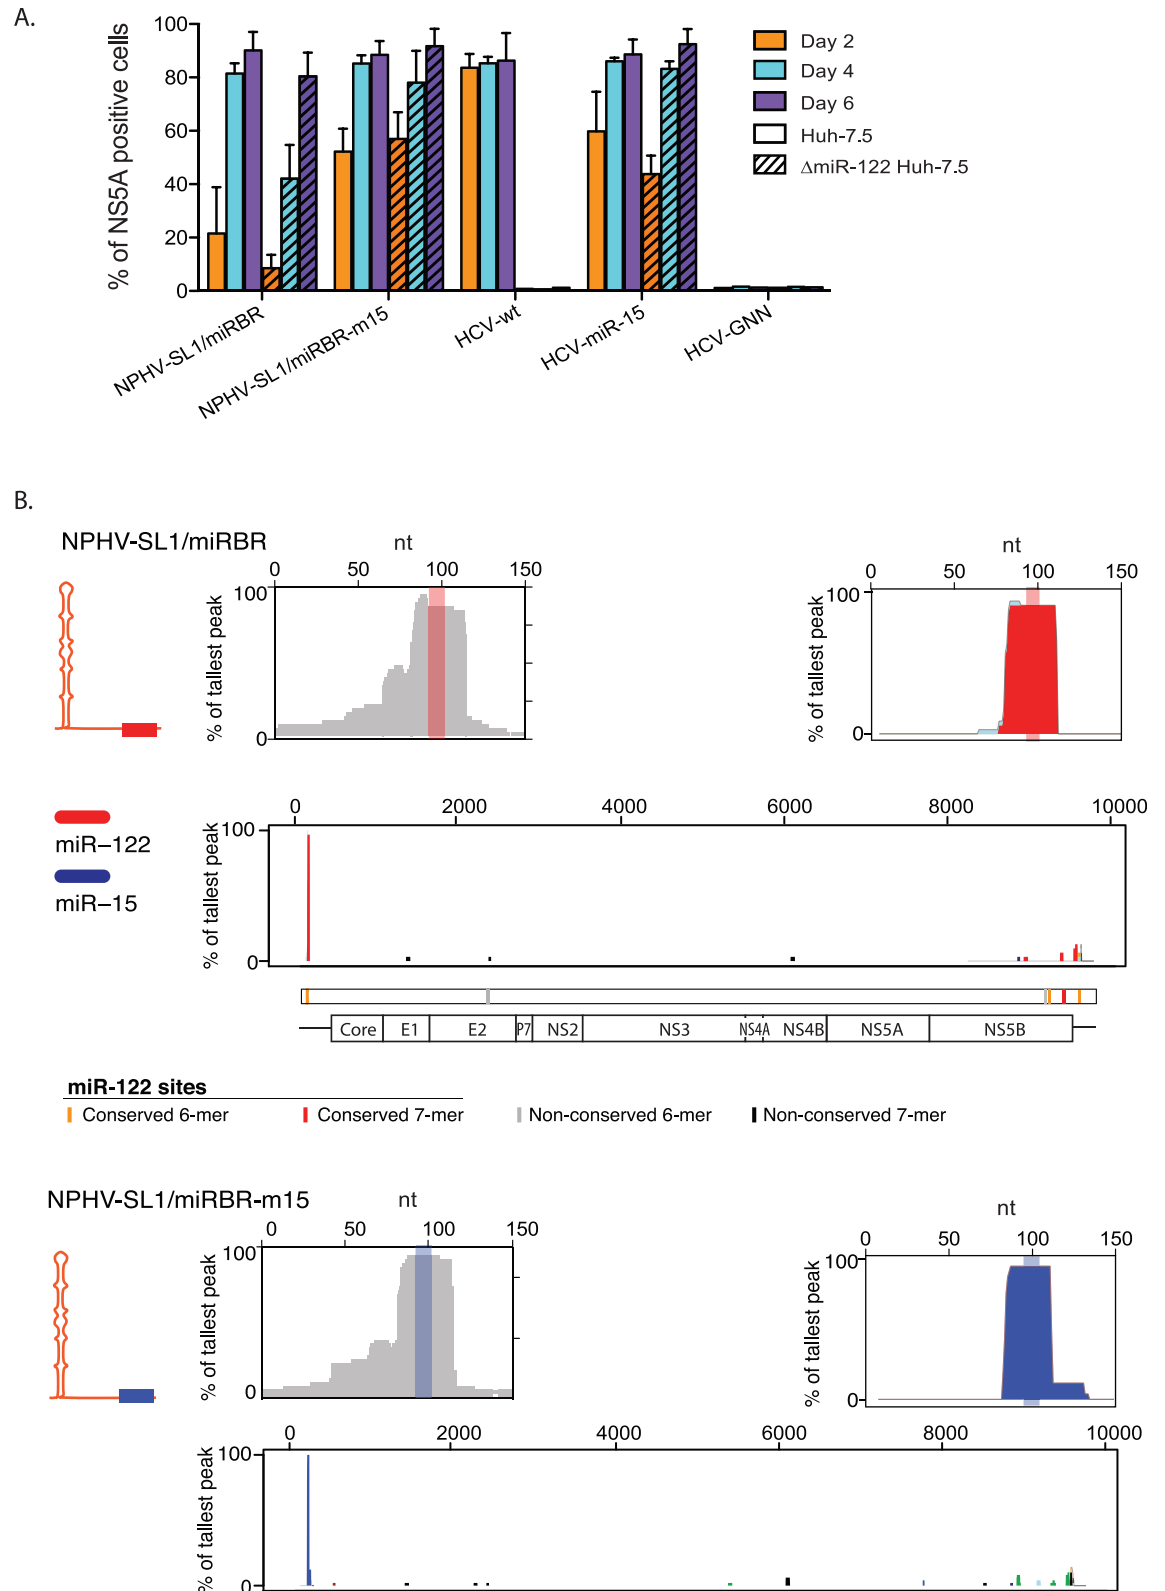 A.
% of NS5A positive cells
100
80
60
40
20
0
NPHV-SL1/miRBR
NPHV-SL1/miRBR-m15
HCV-wt
HCV-miR-15
HCV-GNN
Day 2
Day 4
Day 6
Huh-7.5
ΔmiR-122 Huh-7.5
B.
NPHV-SL1/miRBR
nt
0 50 100 150
% of tallest peak
100
0
nt
0 50 100 150
% of tallest peak
100
0
miR–122
miR–15
0 2000 4000 6000 8000 10000
% of tallest peak
100
0
Core E1 E2 P7 NS2 NS3 NS4A NS4B NS5A NS5B
miR-122 sites
Conserved 6-mer Conserved 7-mer Non-conserved 6-mer Non-conserved 7-mer
NPHV-SL1/miRBR-m15
nt
0 50 100 150
% of tallest peak
100
0
nt
0 50 100 150
% of tallest peak
100
0
0 2000 4000 6000 8000 10000
% of tallest peak
100
0